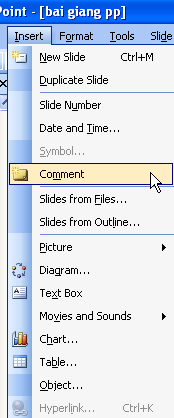 Point - [bai giang pp]
Insert Format Tools Slide
New Slide Ctrl+M
Duplicate Slide
Slide Number
Date and Time...
Symbol...
Comment
Slides from Files...
Slides from Outline...
Picture
Diagram...
Text Box
Movies and Sounds
Chart...
Table...
Object...
Hyperlink... Ctrl+K